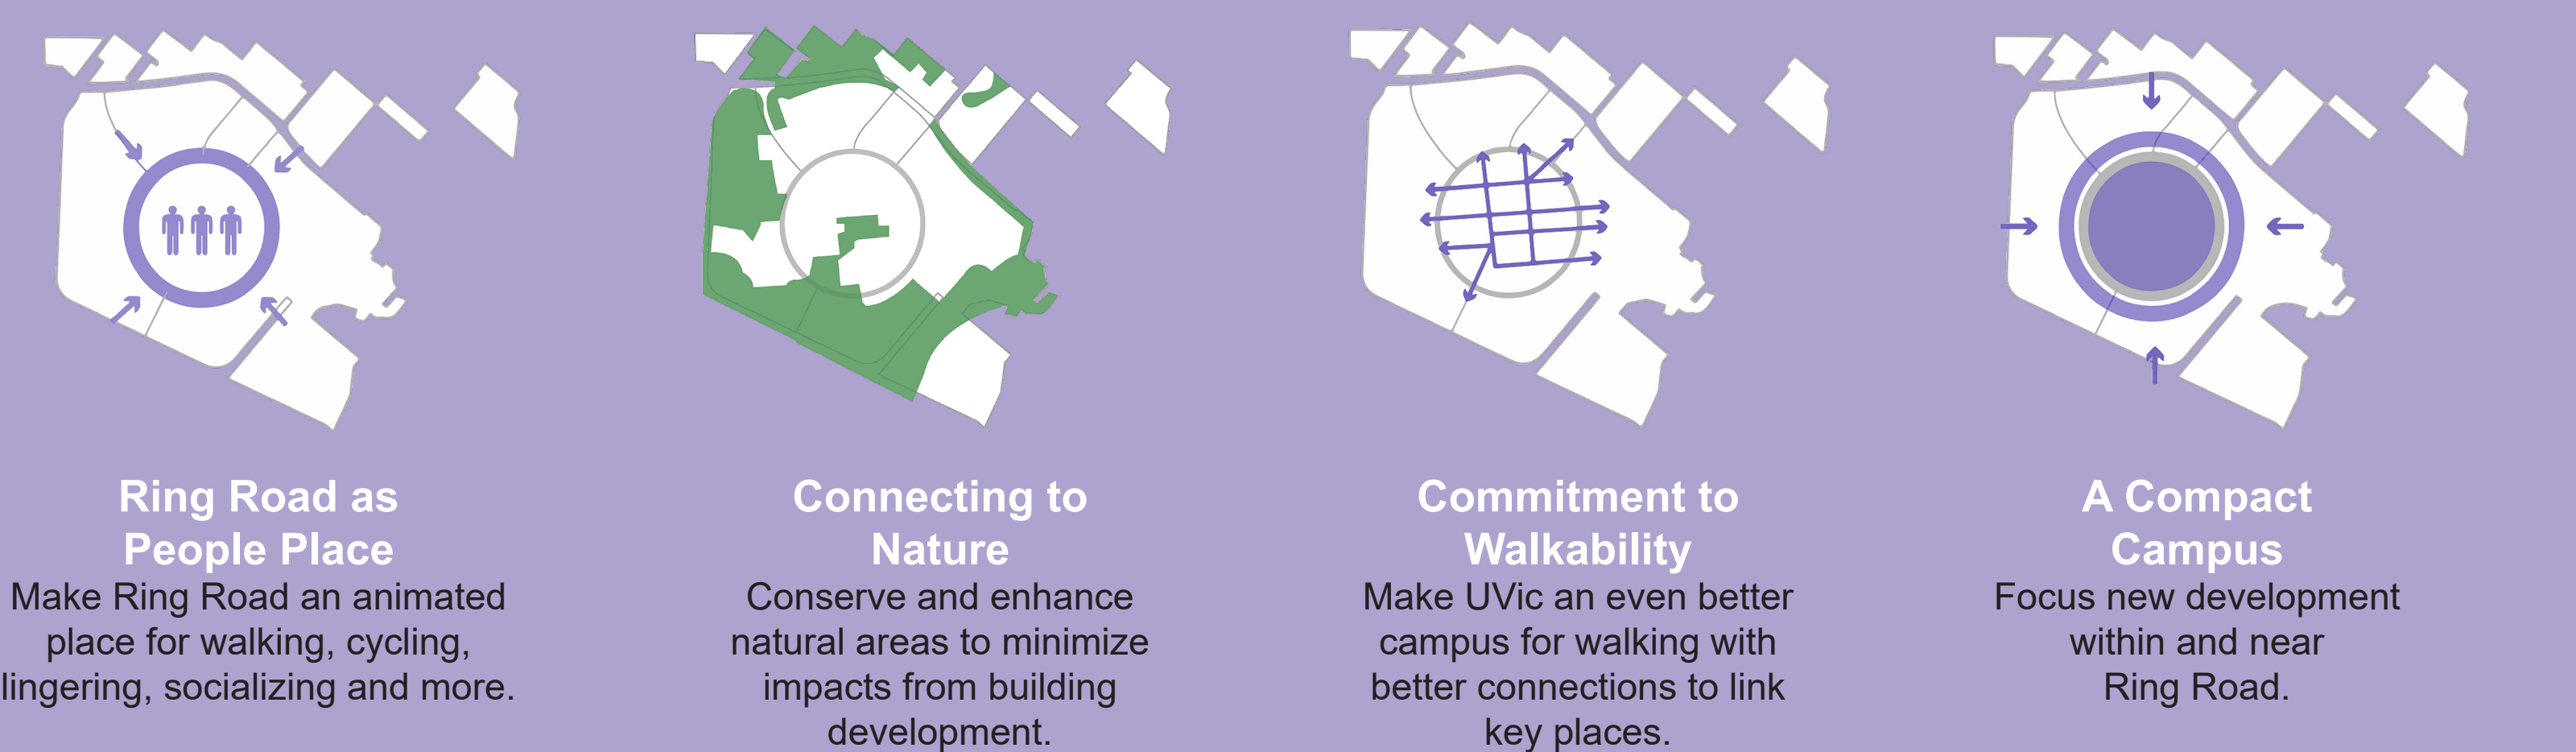 Ring Road as
People Place
Make Ring Road an animated
place for walking, cycling,
lingering, socializing and more.
Connecting to
Nature
Conserve and enhance
natural areas to minimize
impacts from building
development.
Commitment to
Walkability
Make UVic an even better
campus for walking with
better connections to link
key places.
A Compact
Campus
Focus new development
within and near
Ring Road.